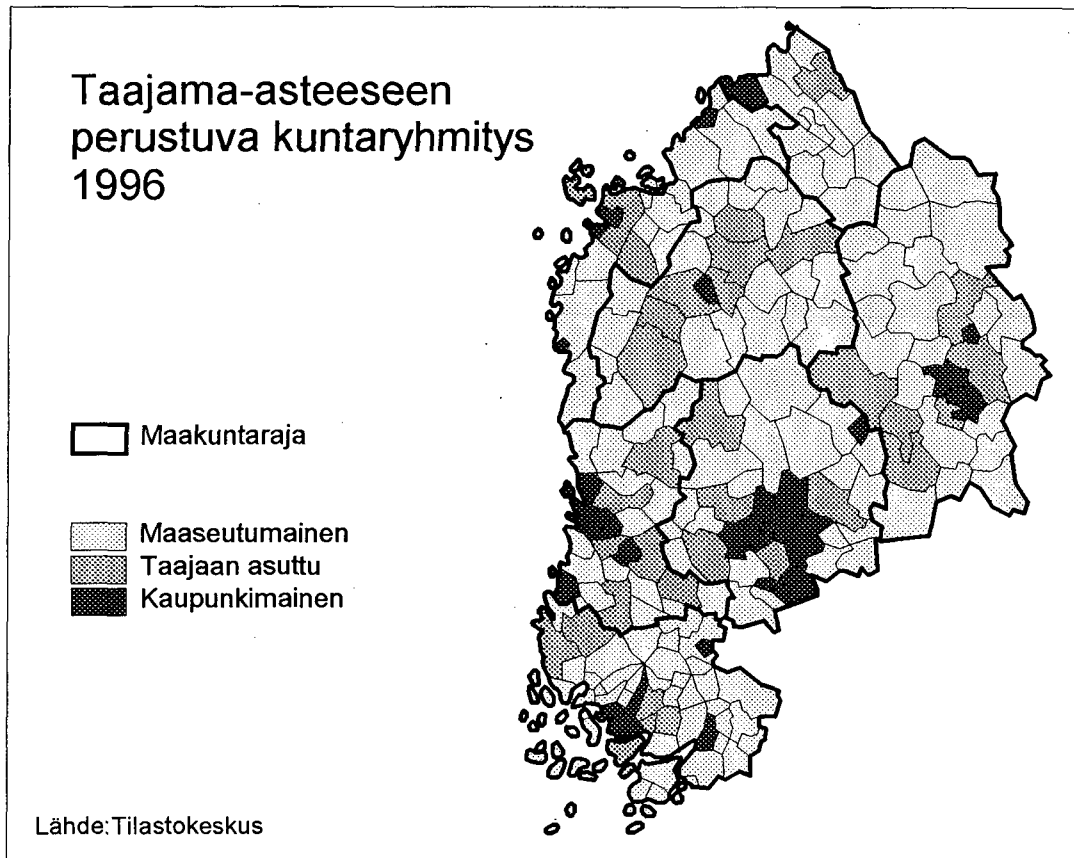 Taajama-asteeseen
perustuva kuntaryhmitys
1996
Maakuntaraja
Maaseutumainen
Taajaan asuttu
Kaupunkimainen
Lähde:Tilastokeskus